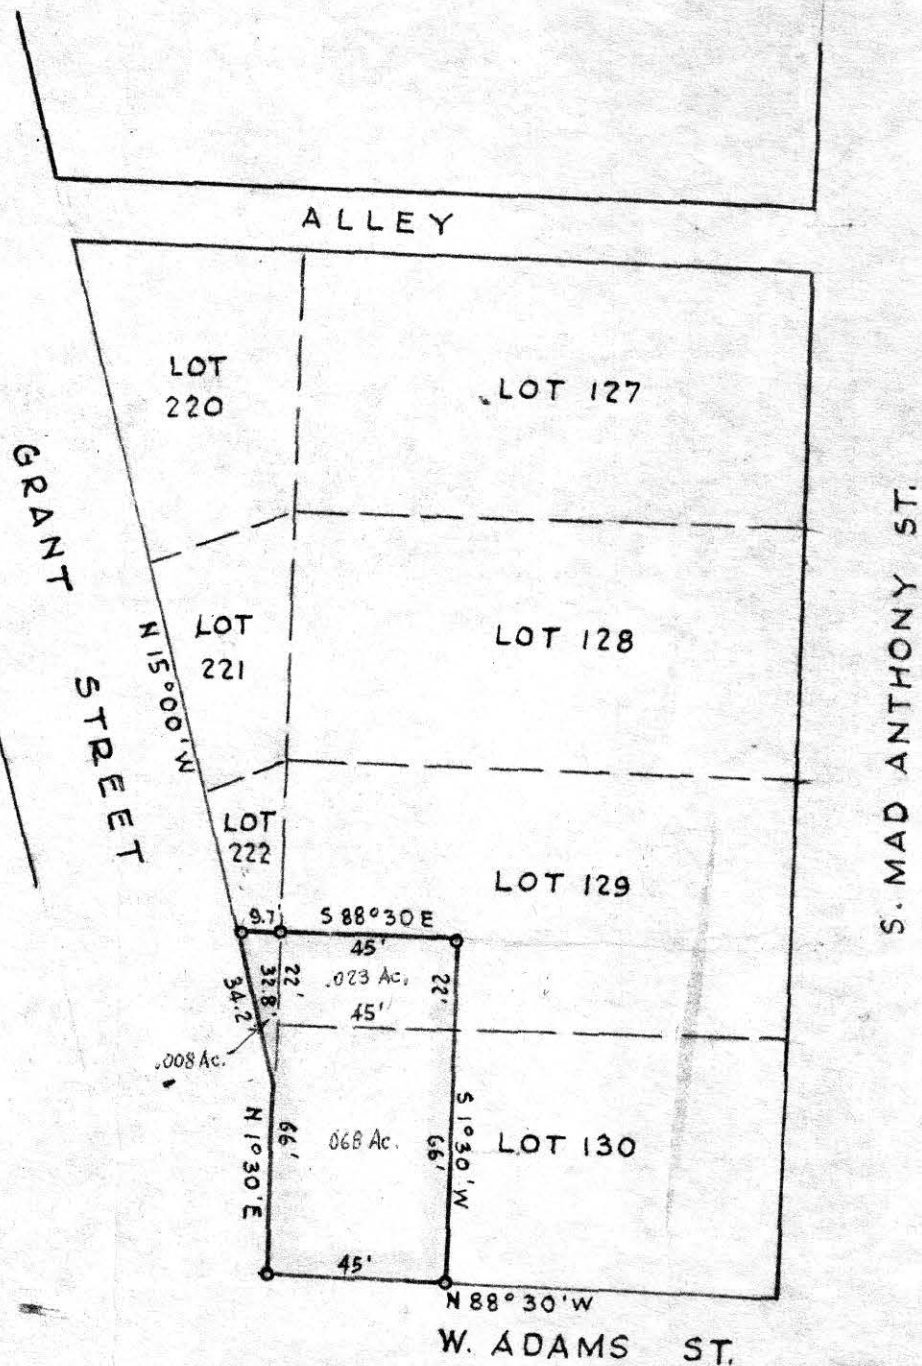 ALLEY
LOT
220
LOT 127
GRANT STREET
N 15°00'W
LOT
221
LOT 128
S. MAD ANTHONY ST.
LOT
222
LOT 129
9.7
S 88°30 E
45'
34.2
32.8'
22'
.023 Ac.
22'
45'
.008 Ac.
N 1°30'E
66'
068 Ac.
66'
S 1°30'W
LOT 130
45'
N 88°30'W
W. ADAMS ST.